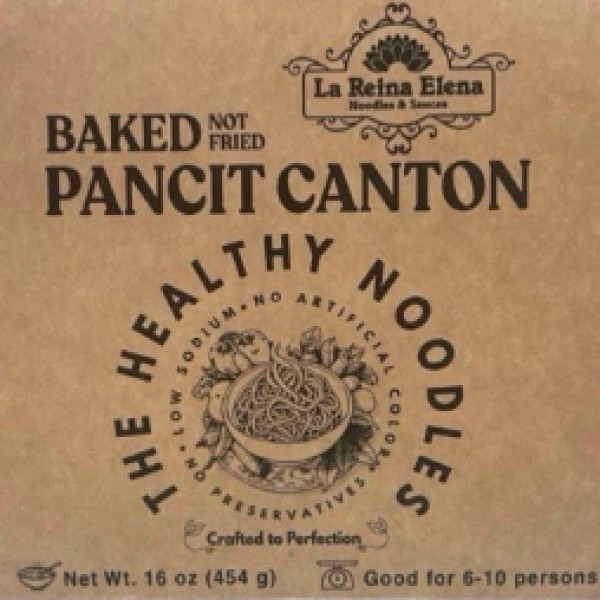 La Reina Elena
Noodles & Sauces
BAKED NOT FRIED
PANCIT CANTON
THE HEALTHY NOODLES
LOW SODIUM • NO ARTIFICIAL COLORS • NO PRESERVATIVES
Crafted to Perfection
Net Wt. 16 oz (454 g)
Good for 6-10 persons